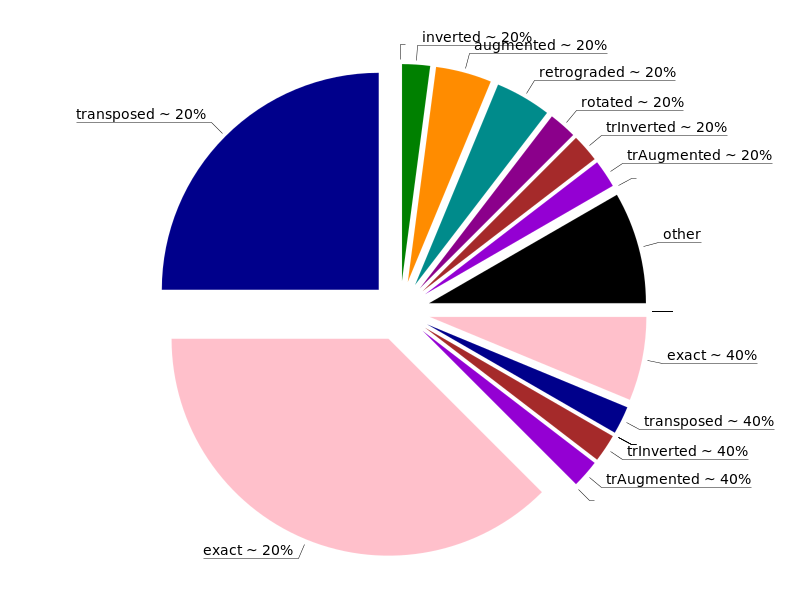 inverted ~ 20%
augmented ~ 20%
retrograded ~ 20%
rotated ~ 20%
transposed ~ 20%
trInverted ~ 20%
trAugmented ~ 20%
other
exact ~ 40%
transposed ~ 40%
trInverted ~ 40%
trAugmented ~ 40%
exact ~ 20%